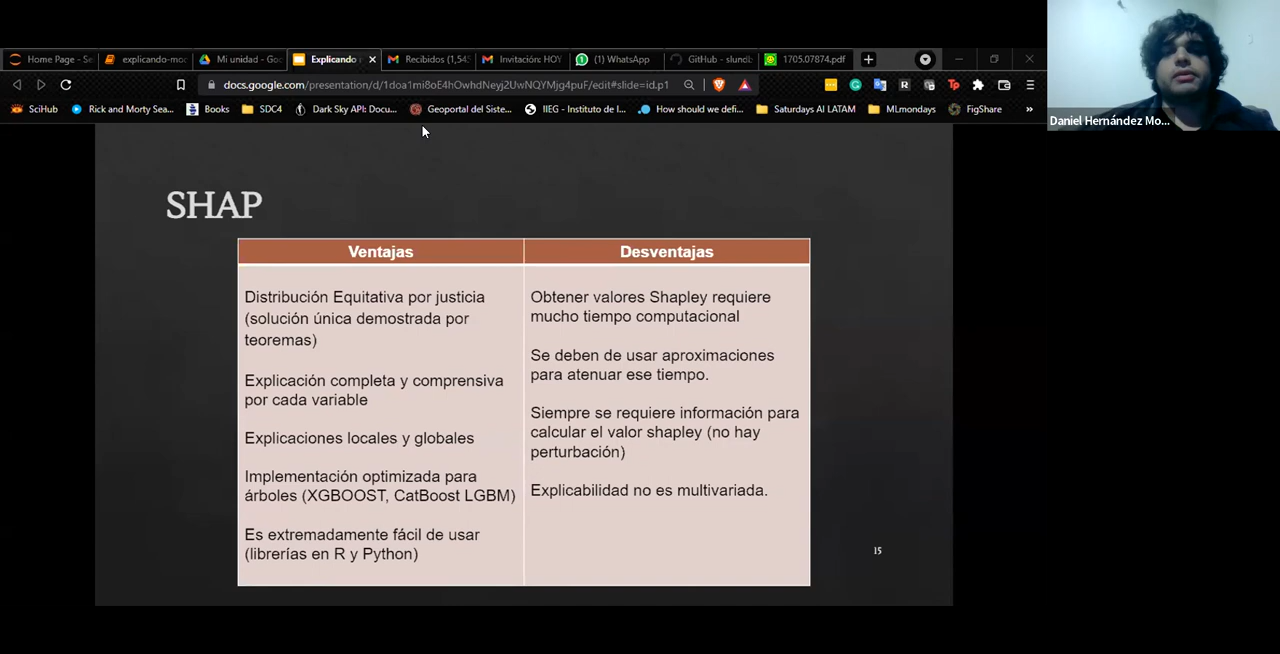 Home Page - Se
explicando-mod
Mi unidad - Goo
Explicando
Recibidos (1,543
Invitación: HOY
(1) WhatsApp
GitHub - slundb
1705.07874.pdf
docs.google.com/presentation/d/1doa1mi8oE4hOwhdNeyj2UwNQYMjg4puF/edit#slide=id.p1
SciHub
Rick and Morty Sea...
Books
SDC4
Dark Sky API: Docu...
Geoportal del Siste...
IIEG - Instituto de I...
How should we defi...
Saturdays AI LATAM
MLmondays
FigShare
»
Daniel Hernández Mo...
SHAP
Ventajas
Distribución Equitativa por justicia
(solución única demostrada por
teoremas)
Explicación completa y comprensiva
por cada variable
Explicaciones locales y globales
Implementación optimizada para
árboles (XGBOOST, CatBoost LGBM)
Es extremadamente fácil de usar
(librerías en R y Python)
Desventajas
Obtener valores Shapley requiere
mucho tiempo computacional
Se deben de usar aproximaciones
para atenuar ese tiempo.
Siempre se requiere información para
calcular el valor shapley (no hay
perturbación)
Explicabilidad no es multivariada.
15